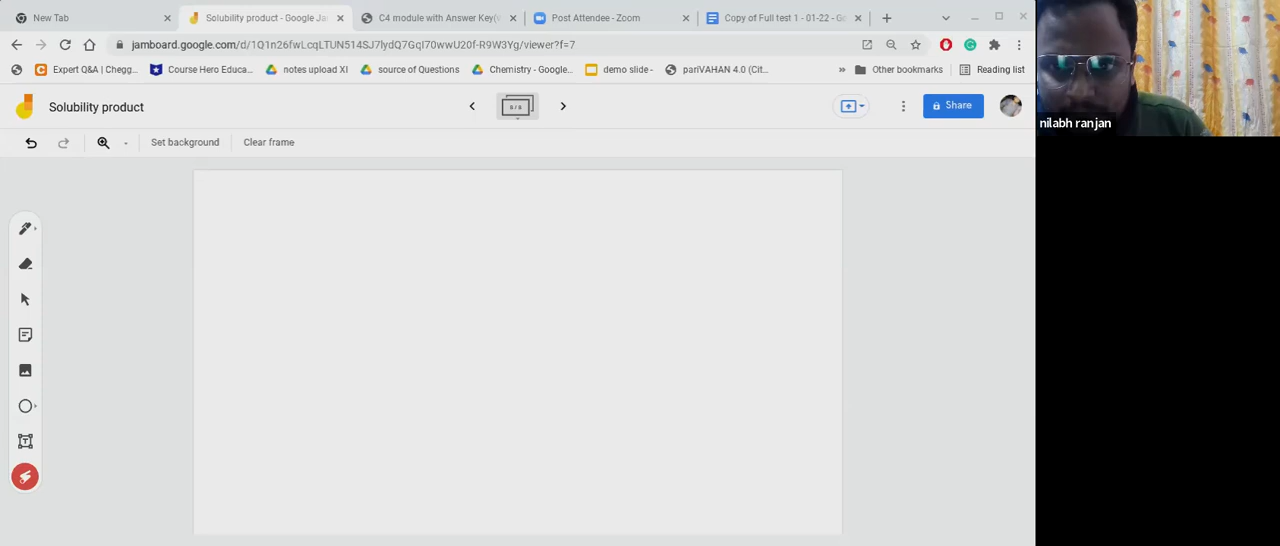 New Tab
Solubility product - Google Ja
C4 module with Answer Key(
Post Attendee - Zoom
Copy of Full test 1 - 01-22 - Go
jamboard.google.com/d/1Q1n26fwLcqLTUN514SJ7lydQ7GqI70wwU20f-R9W3Yg/viewer?f=7
Expert Q&A | Chegg...
Course Hero Educa...
notes upload XI
source of Questions
Chemistry - Google...
demo slide -
pariVAHAN 4.0 (Cit...
Other bookmarks
Reading list
Solubility product
8 / 8
Share
Set background
Clear frame
nilabh ranjan